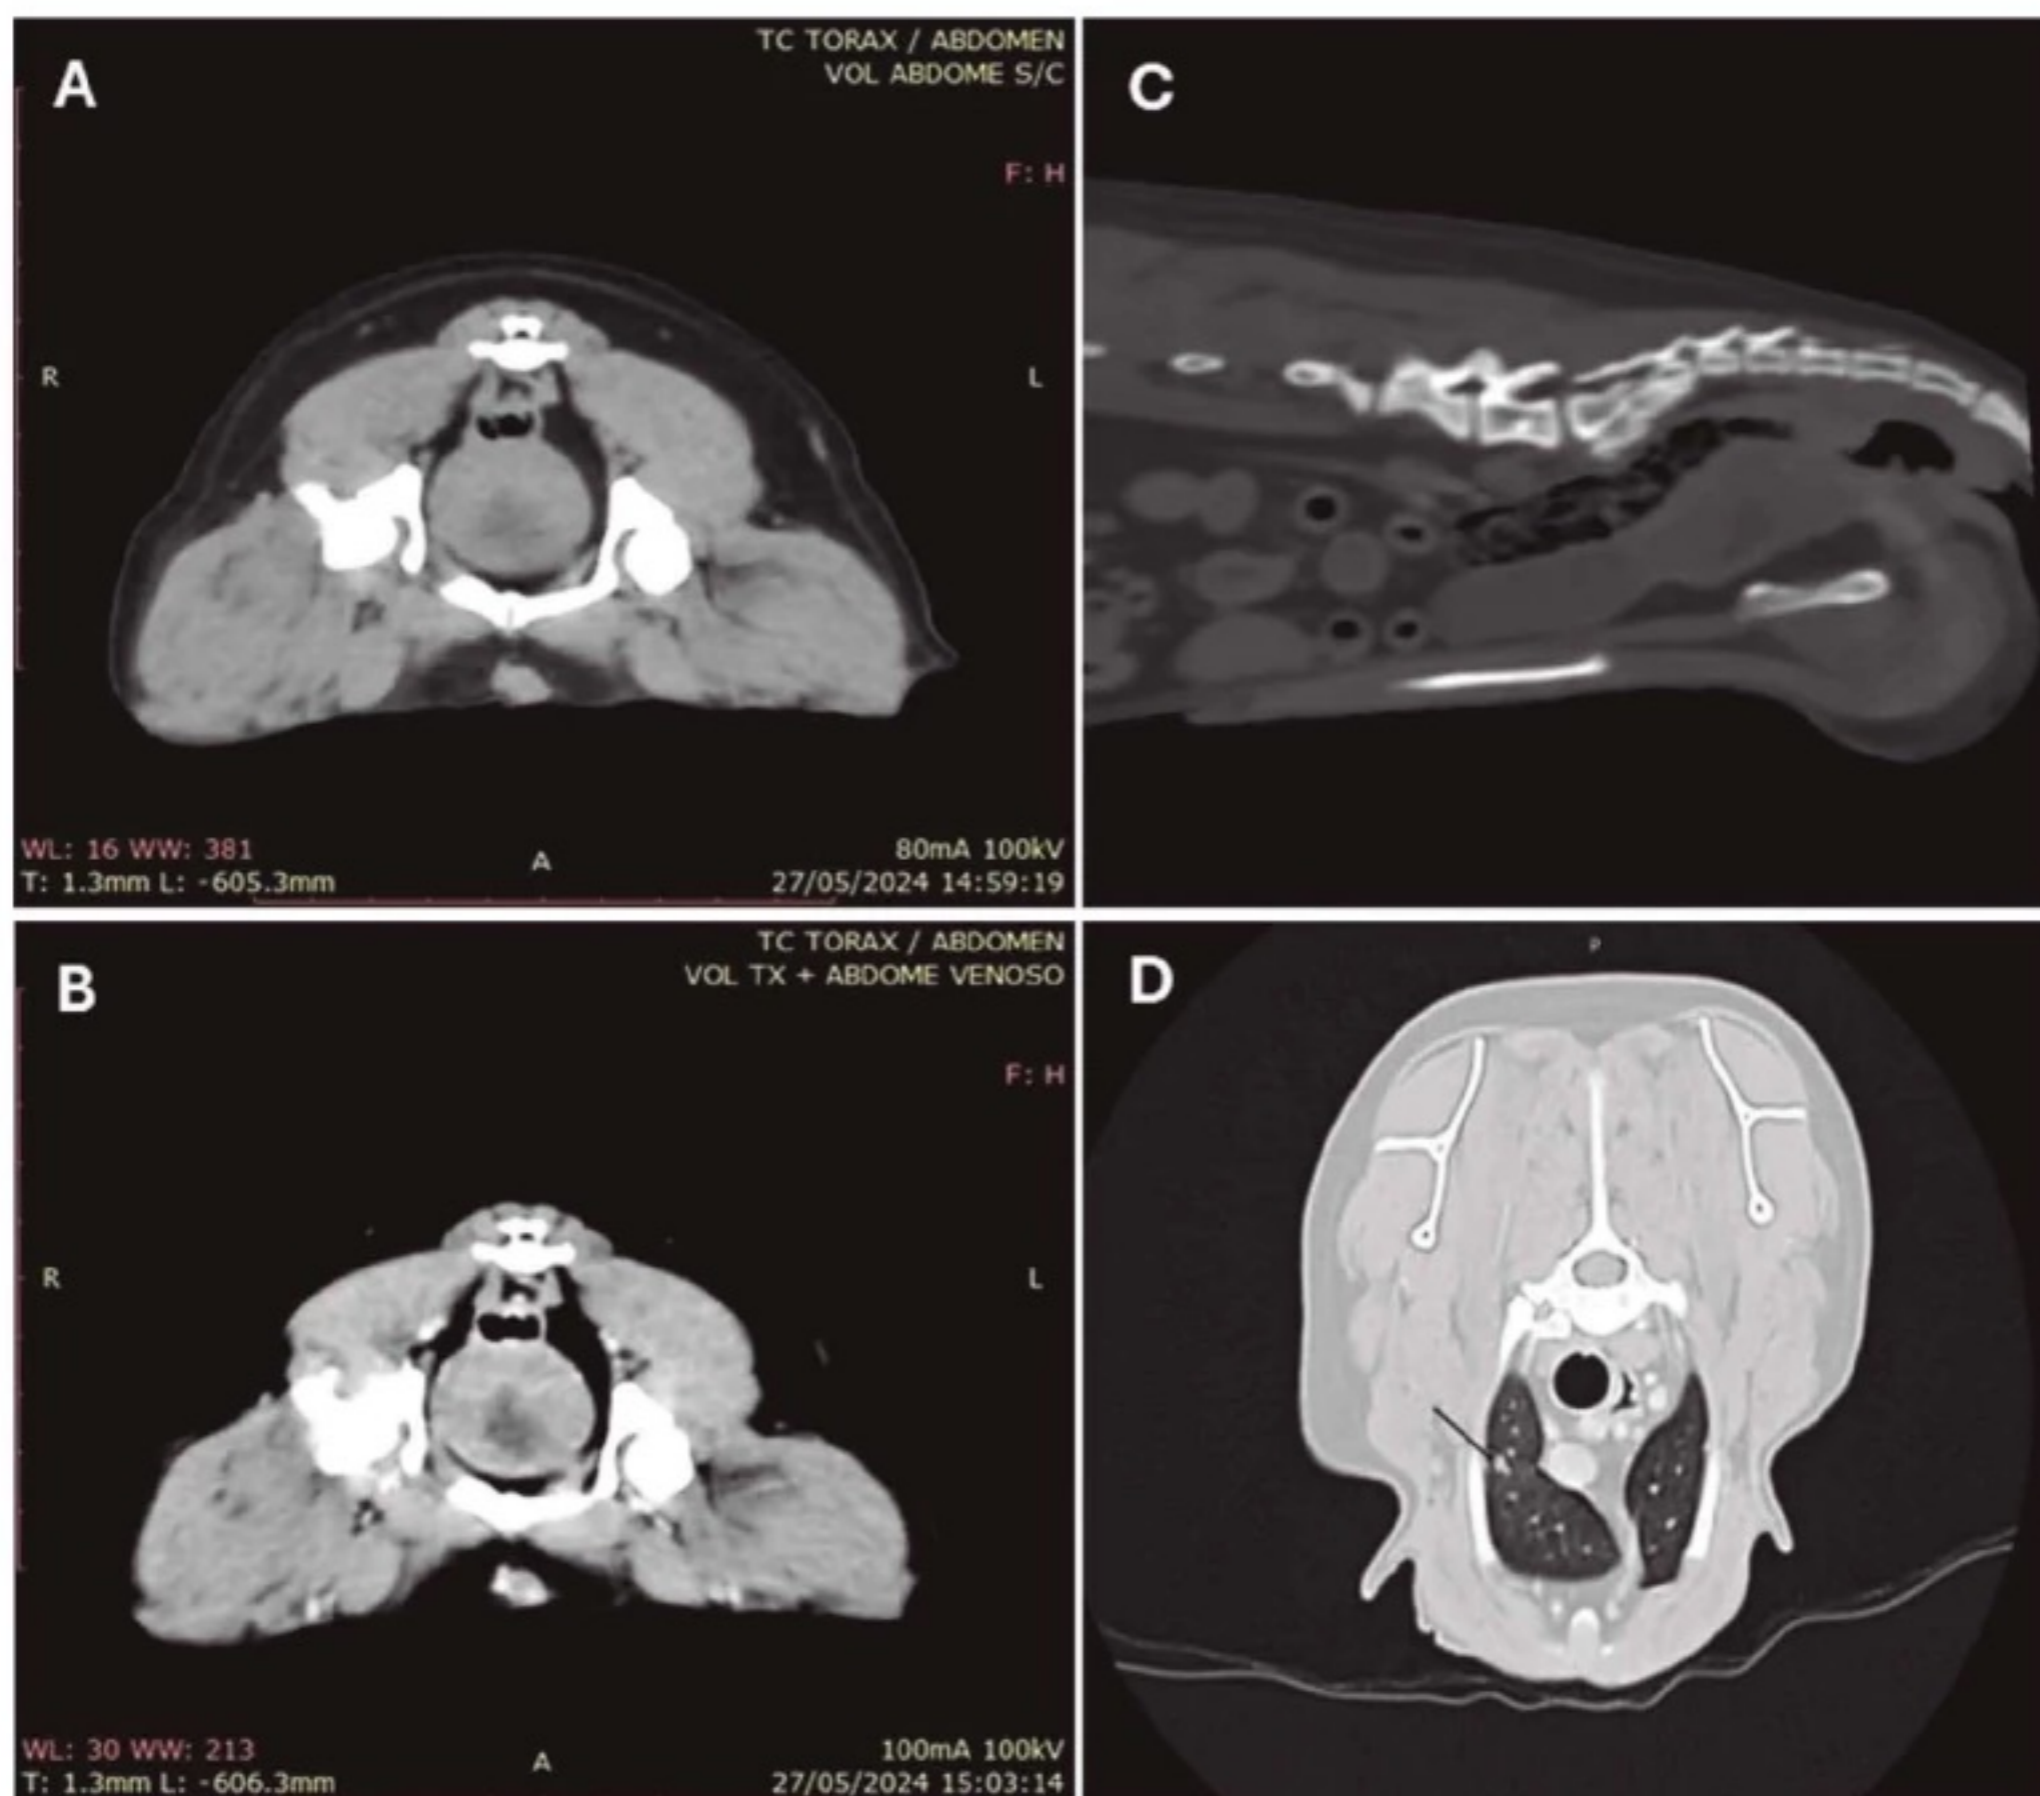 A
TC TORAX / ABDOMEN
VOL ABDOME S/C
F: H
R
L
WL: 16 WW: 381
T: 1.3mm L: -605.3mm
A
80mA 100kV
27/05/2024 14:59:19
C
B
TC TORAX / ABDOMEN
VOL TX + ABDOME VENOSO
F: H
R
L
WL: 30 WW: 213
T: 1.3mm L: -606.3mm
A
100mA 100kV
27/05/2024 15:03:14
D
P